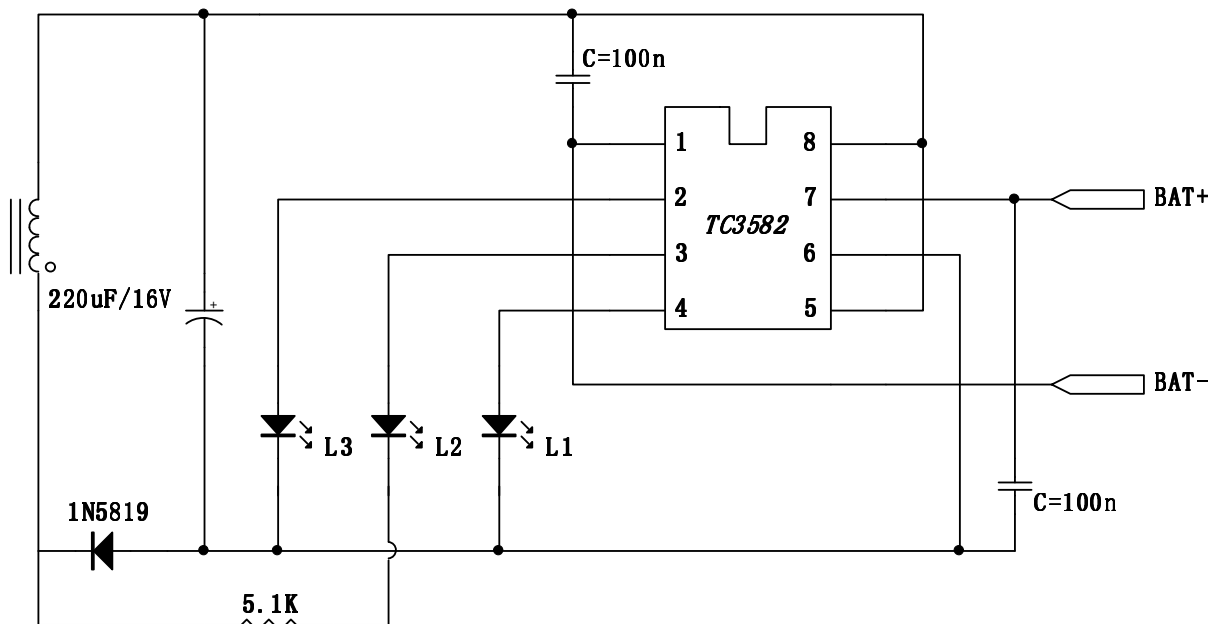 C=100n
1
8
2
7
BAT+
TC3582
3
6
220uF/16V
+
4
5
BAT-
L3
L2
L1
1N5819
C=100n
5.1K